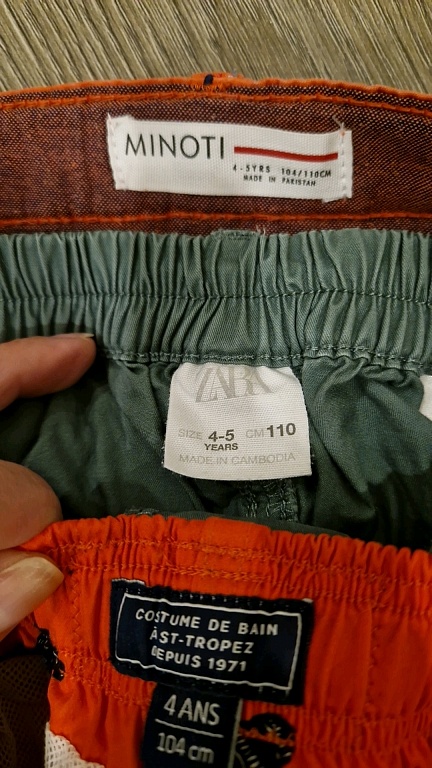 MINOTI
4-5YRS 104/110CM
MADE IN PAKISTAN
ZARA
SIZE 4-5 CM 110
YEARS
MADE IN CAMBODIA
COSTUME DE BAIN
ÀST-TROPEZ
DEPUIS 1971
4 ANS
104 cm